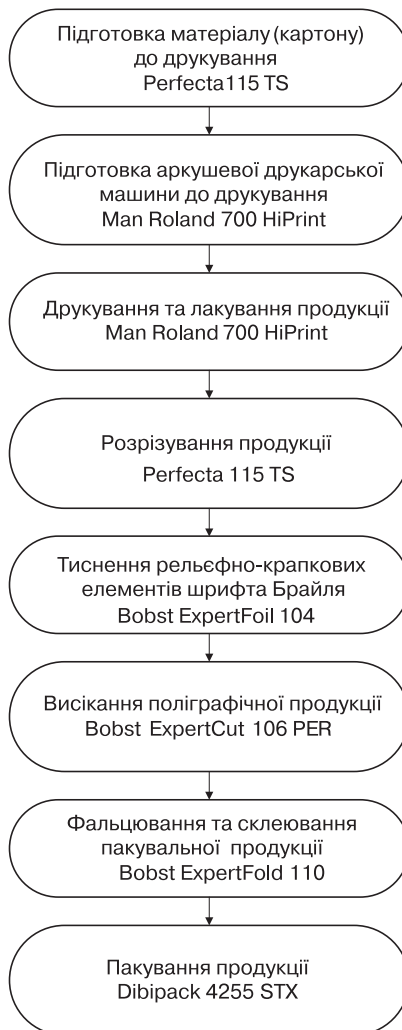 Підготовка матеріалу (картону)
до друкування
Perfecta115 TS
Підготовка аркушевої друкарської
машини до друкування
Man Roland 700 HiPrint
Друкування та лакування продукції
Man Roland 700 HiPrint
Розрізування продукції
Perfecta 115 TS
Тиснення рельєфно-крапкових
елементів шрифта Брайля
Bobst ExpertFoil 104
Висікання поліграфічної продукції
Bobst ExpertCut 106 PER
Фальцювання та склеювання
пакувальної продукції
Bobst ExpertFold 110
Пакування продукції
Dibipack 4255 STX